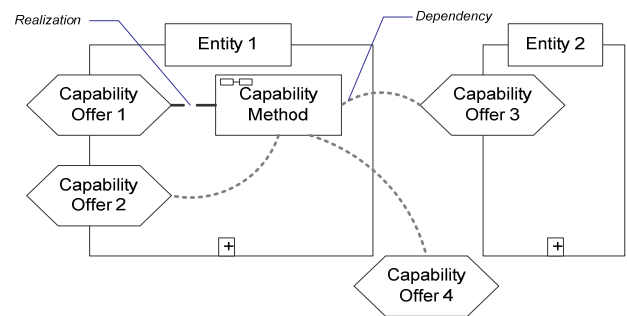 Realization
Dependency
Entity 1
Entity 2
Capability
Offer 1
Capability
Method
Capability
Offer 3
Capability
Offer 2
+
+
Capability
Offer 4